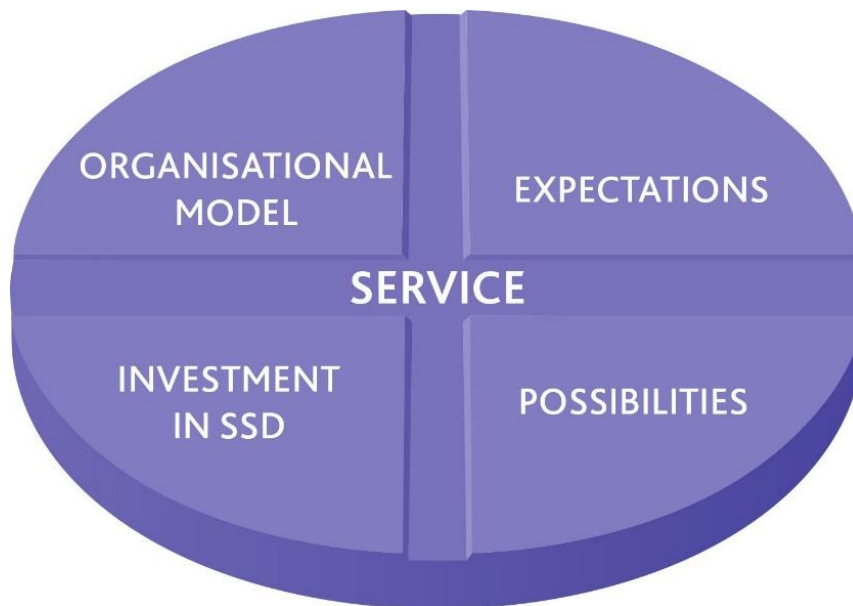 ORGANISATIONAL
MODEL
EXPECTATIONS
SERVICE
INVESTMENT
IN SSD
POSSIBILITIES